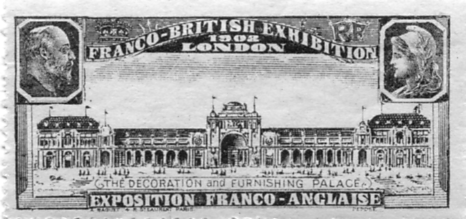 FRANCO-BRITISH EXHIBITION
1908
LONDON
RF
THE DECORATION and FURNISHING PALACE
EXPOSITION FRANCO-ANGLAISE